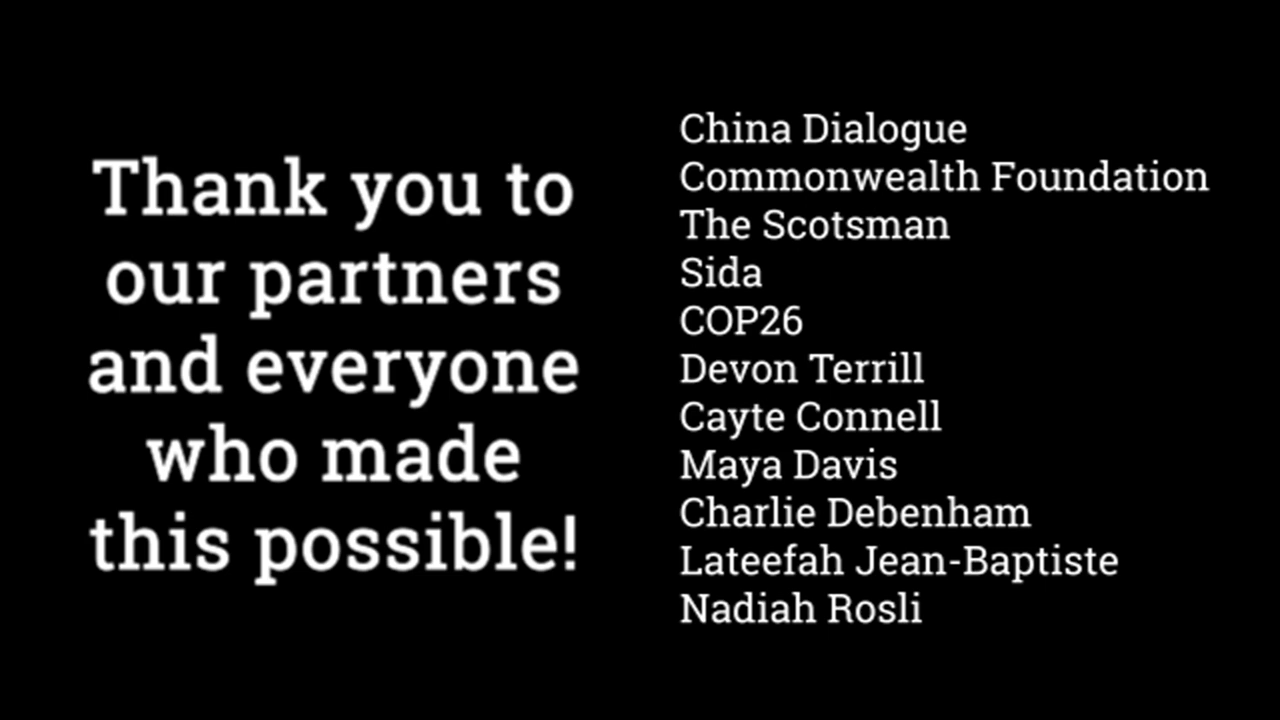 Thank you to
our partners
and everyone
who made
this possible!
China Dialogue
Commonwealth Foundation
The Scotsman
Sida
COP26
Devon Terrill
Cayte Connell
Maya Davis
Charlie Debenham
Lateefah Jean-Baptiste
Nadiah Rosli